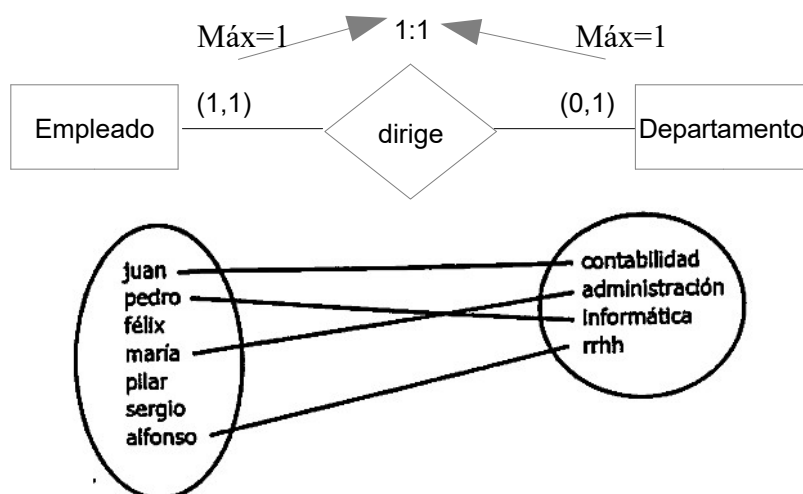 Máx=1 1:1 Máx=1
(1,1) (0,1)
Empleado dirige Departamento
juan
pedro
félix
maría
pilar
sergio
alfonso
contabilidad
administración
informática
rrhh